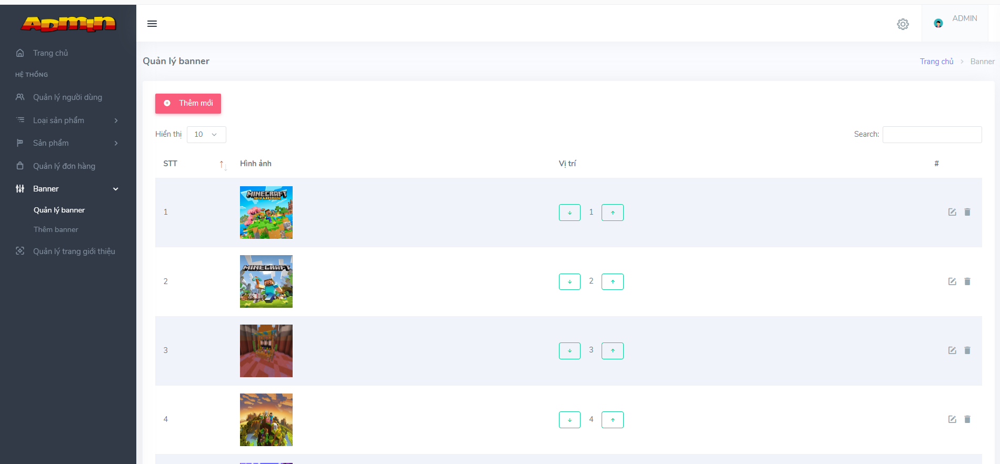 ADMIN
ADMIN
Trang chủ
HỆ THỐNG
Quản lý người dùng
Loại sản phẩm
Sản phẩm
Quản lý đơn hàng
Banner
Quản lý banner
Thêm banner
Quản lý trang giới thiệu
Quản lý banner
Trang chủ > Banner
Thêm mới
Hiển thị 10
Search:
STT Hình ảnh Vị trí #
MINECRAFT
JAVA & BEDROCK
1 1
MINECRAFT
2 2
3 3
4 4